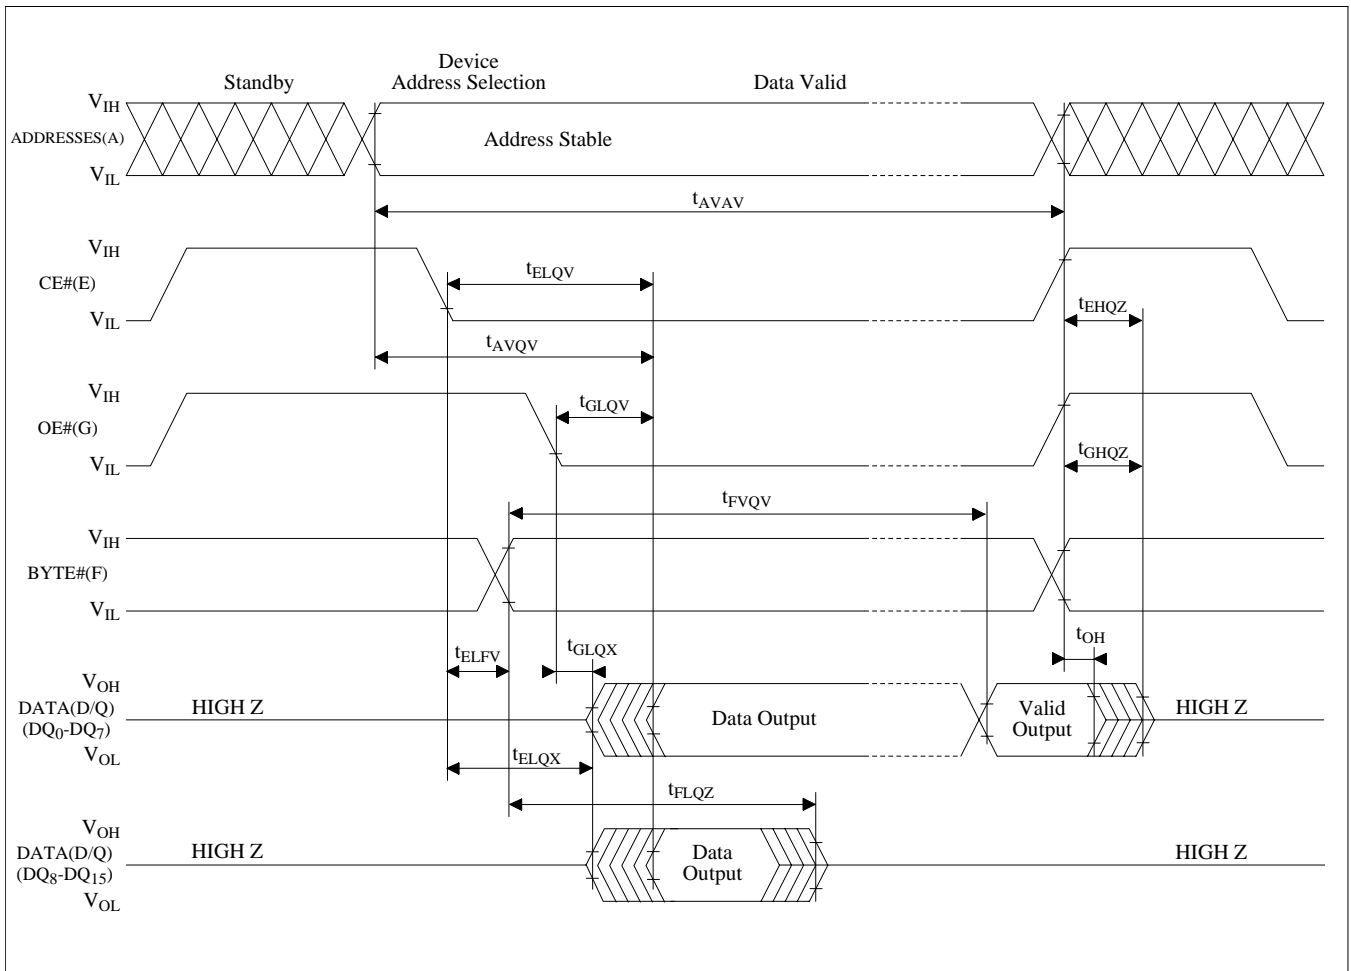 Device
Standby Address Selection Data Valid
VIH
ADDRESSES(A) Address Stable
VIL
tAVAV
VIH
tELQV
CE#(E)
tEHQZ
VIL
tAVQV
VIH
tGLQV
OE#(G)
tGHQZ
VIL
tFVQV
VIH
BYTE#(F)
VIL
tOH
tELFV tGLQX
VOH
DATA(D/Q) HIGH Z Data Output Valid HIGH Z
(DQ0-DQ7) Output
VOL
tELQX
tFLQZ
VOH
DATA(D/Q) HIGH Z Data HIGH Z
(DQ8-DQ15) Output
VOL